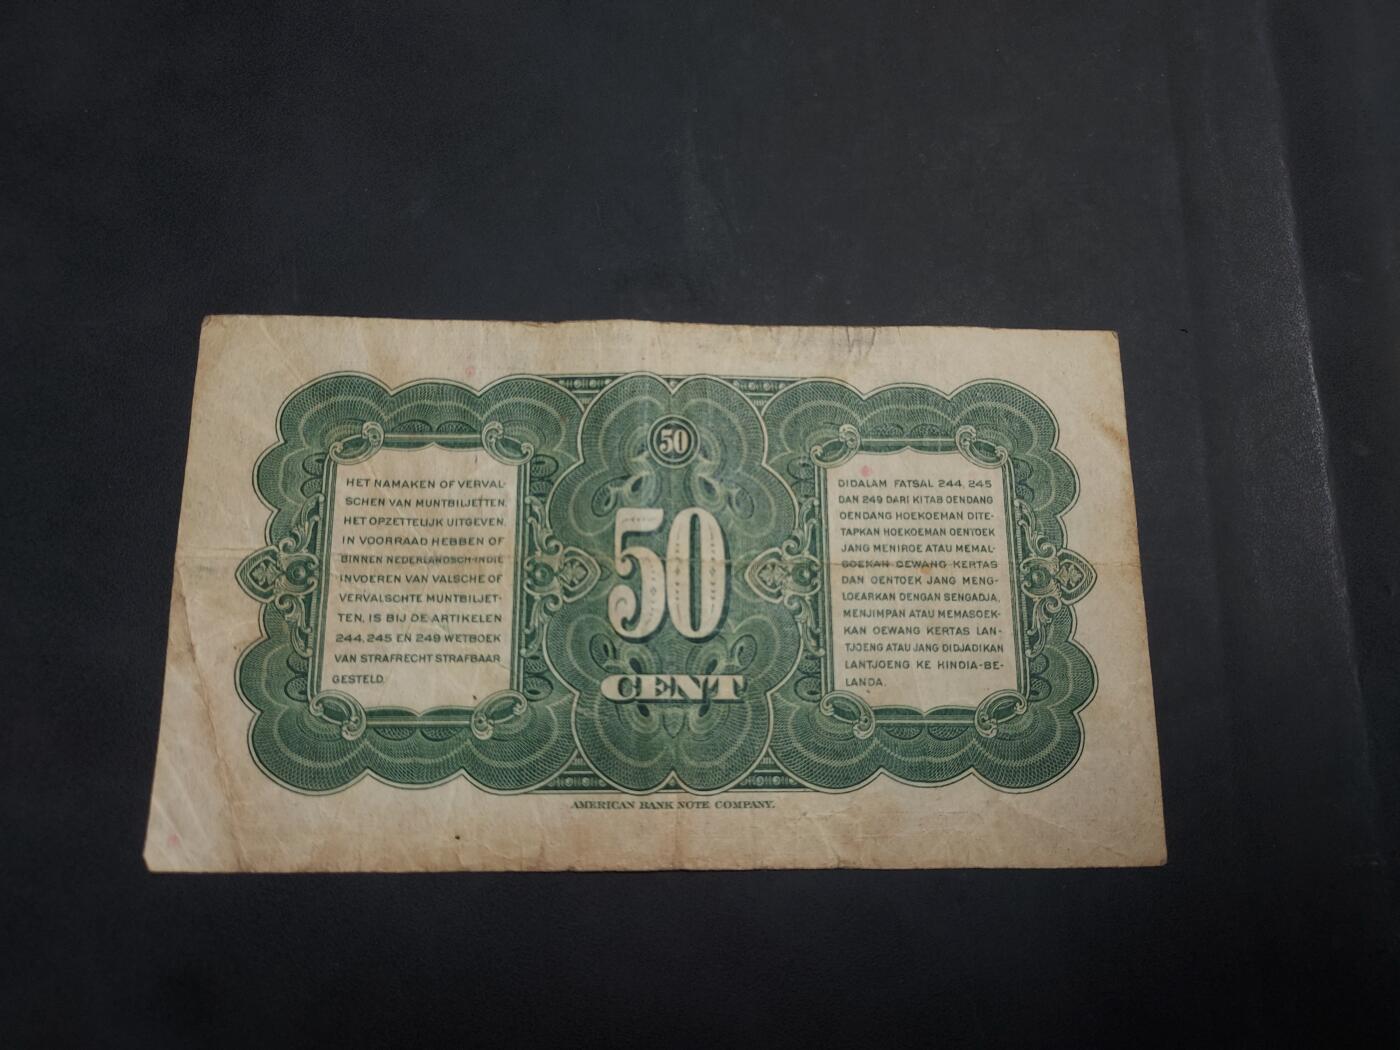 50
HET NAMAKEN OF VERVAL-
SCHEN VAN MUNTBILJETTEN,
HET OPZETTELIJK UITGEVEN,
IN VOORRAAD HEBBEN OF
BINNEN NEDERLANDSCH-INDIË
INVOEREN VAN VALSCHE OF
VERVALSCHTE MUNTBILJET-
TEN, IS BIJ DE ARTIKELEN
244, 245 EN 249 WETBOEK
VAN STRAFRECHT STRAFBAAR
GESTELD.
50
CENT
DIDALAM FATSAL 244, 245
DAN 249 DARI KITAB OENDANG
OENDANG HOEKOEMAN DITE-
TAPKAN HOEKOEMAN OENTOEK
JANG MENIROE ATAU MEMAL-
SOEKAN OEWANG KERTAS
DAN OENTOEK JANG MENG-
LOEARKAN DENGAN SENGADJA,
MENJIMPAN ATAU MEMASOEK-
KAN OEWANG KERTAS LAN-
TJOENG ATAU JANG DIDJADIKAN
LANTJOENG KE HINDIA-BE-
LANDA.
AMERICAN BANK NOTE COMPANY.